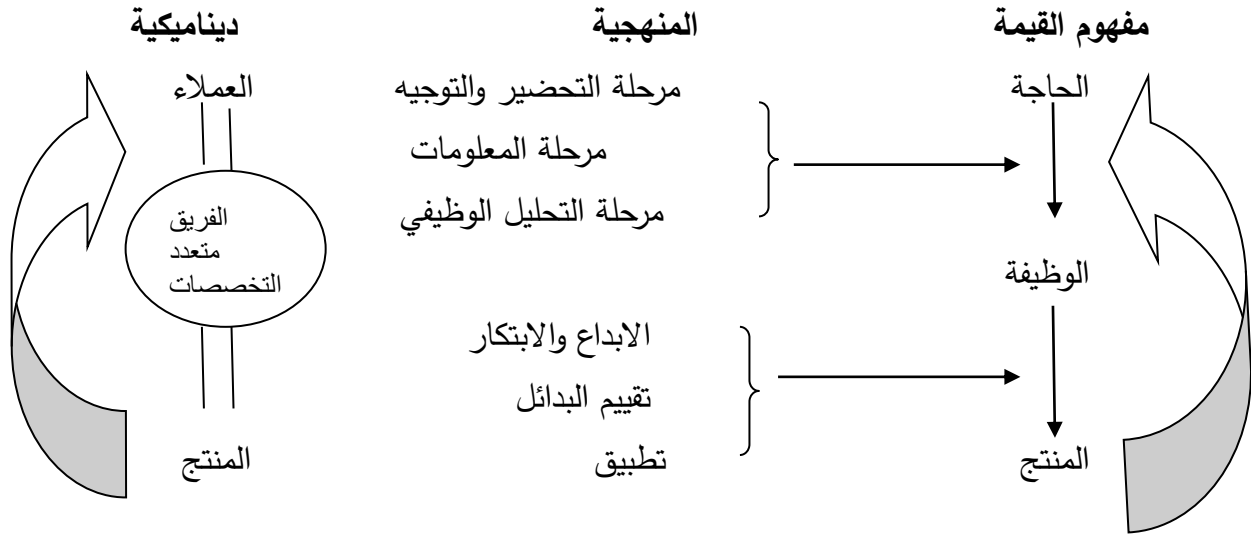 مفهوم القيمة
الحاجة
الوظيفة
المنتج
المنهجية
مرحلة التحضير والتوجيه
مرحلة المعلومات
مرحلة التحليل الوظيفي
الابداع والابتكار
تقييم البدائل
تطبيق
ديناميكية
العملاء
الفريق
متعدد
التخصصات
المنتج